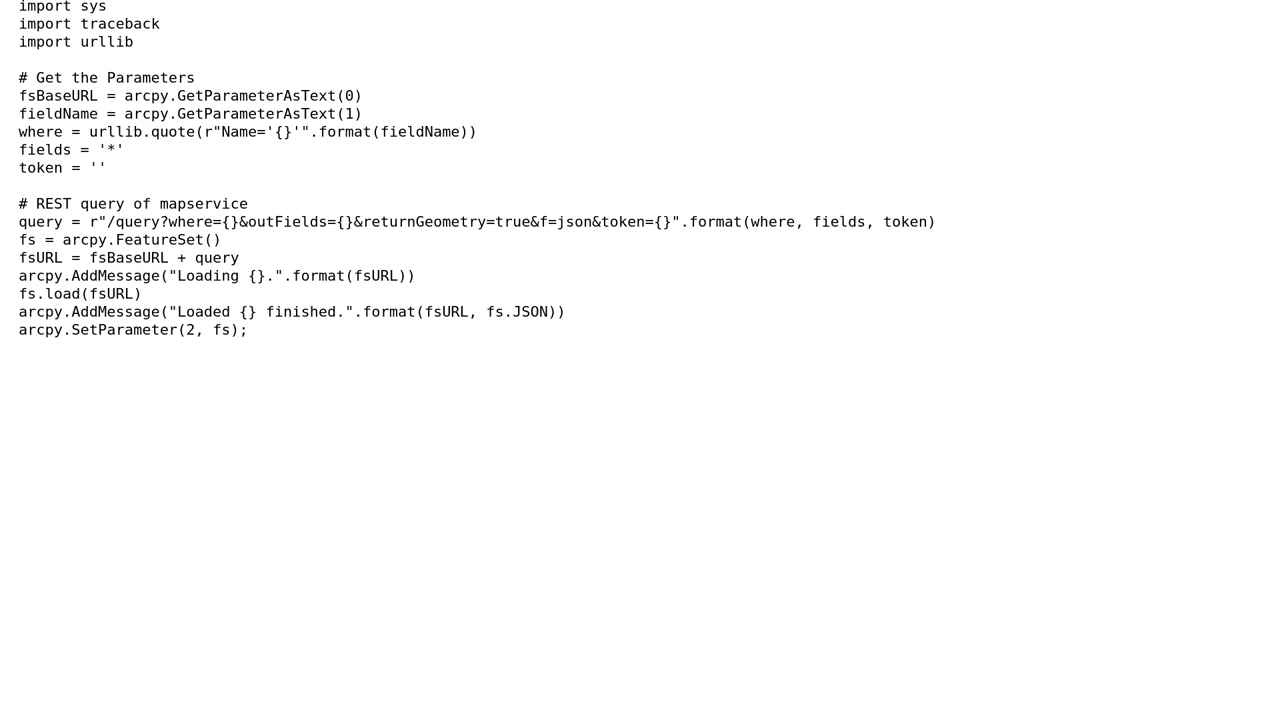 import sys
import traceback
import urllib
# Get the Parameters
fsBaseURL = arcpy.GetParameterAsText(0)
fieldName = arcpy.GetParameterAsText(1)
where = urllib.quote(r"Name='{}'".format(fieldName))
fields = '*'
token = ''
# REST query of mapservice
query = r"/query?where={}&outFields={}&returnGeometry=true&f=json&token={}".format(where, fields, token)
fs = arcpy.FeatureSet()
fsURL = fsBaseURL + query
arcpy.AddMessage("Loading {}.".format(fsURL))
fs.load(fsURL)
arcpy.AddMessage("Loaded {} finished.".format(fsURL, fs.JSON))
arcpy.SetParameter(2, fs);